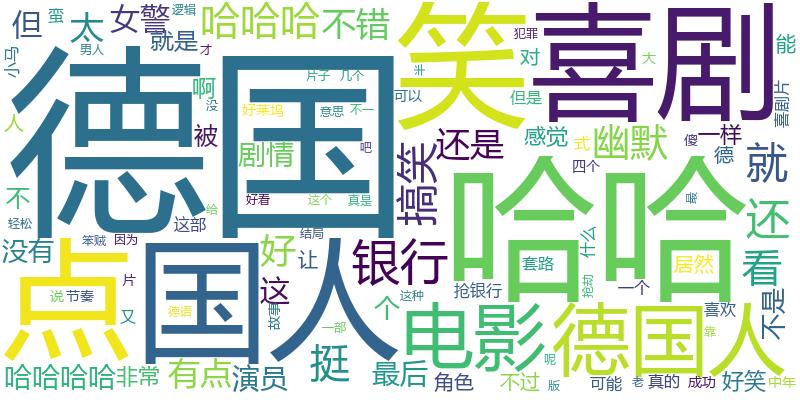 蛮
女警
逻辑
哈哈哈
不错
笑
喜剧
但
太
就是
男人
才
犯罪
对
大
能
小马
德国
啊
片子
几个
没
好莱坞
意思
不一
可以
但是
喜剧片
人
被
剧情
吧
搞笑
还是
感觉
式
幽默
傻
一样
德
就
不
好看
这个
真是
四个
最
还
轻松
这部
给
哈哈
没有
笨贼
因为
结局
好
让
银行
什么
套路
居然
看
点
国人
片
这
说
节奏
又
德语
故事
个
这种
抢银行
抢劫
一个
不是
一部
电影
德国人
喜欢
靠
哈哈哈哈
非常
有点
演员
挺
最后
角色
不过
呢
版
可能
老
真的
成功
好笑
中年